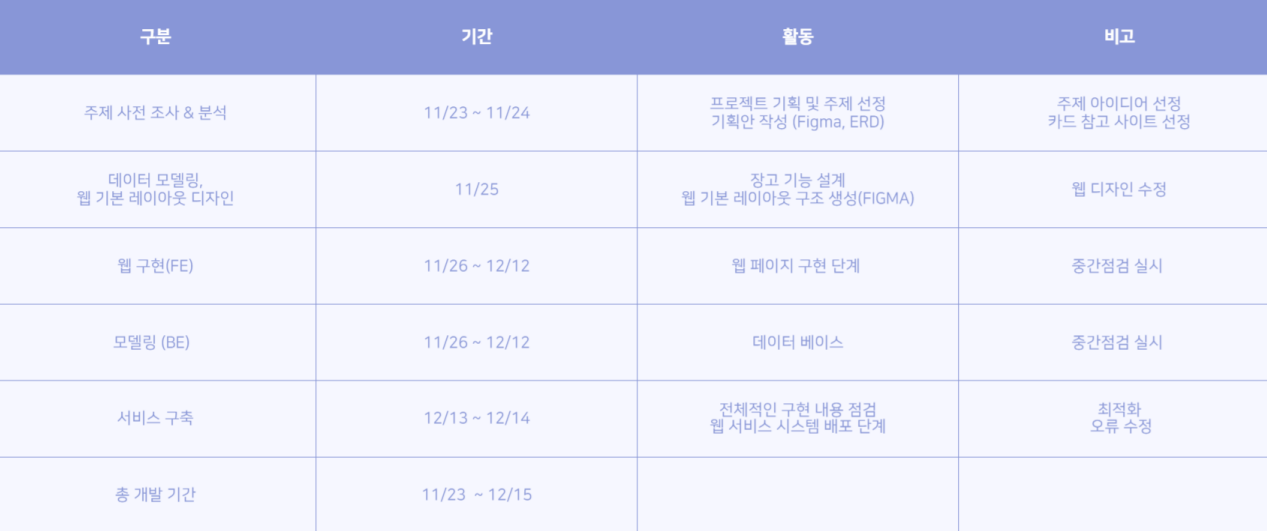 구분 기간 활동 비고
주제 사전 조사 & 분석 11/23 ~ 11/24 프로젝트 기획 및 주제 선정 주제 아이디어 선정
기획안 작성 (Figma, ERD) 카드 참고 사이트 선정
데이터 모델링, 11/25 장고 기능 설계 웹 디자인 수정
웹 기본 레이아웃 디자인 웹 기본 레이아웃 구조 생성(FIGMA)
웹 구현(FE) 11/26 ~ 12/12 웹 페이지 구현 단계 중간점검 실시
모델링 (BE) 11/26 ~ 12/12 데이터 베이스 중간점검 실시
서비스 구축 12/13 ~ 12/14 전체적인 구현 내용 점검 최적화
웹 서비스 시스템 배포 단계 오류 수정
총 개발 기간 11/23 ~ 12/15